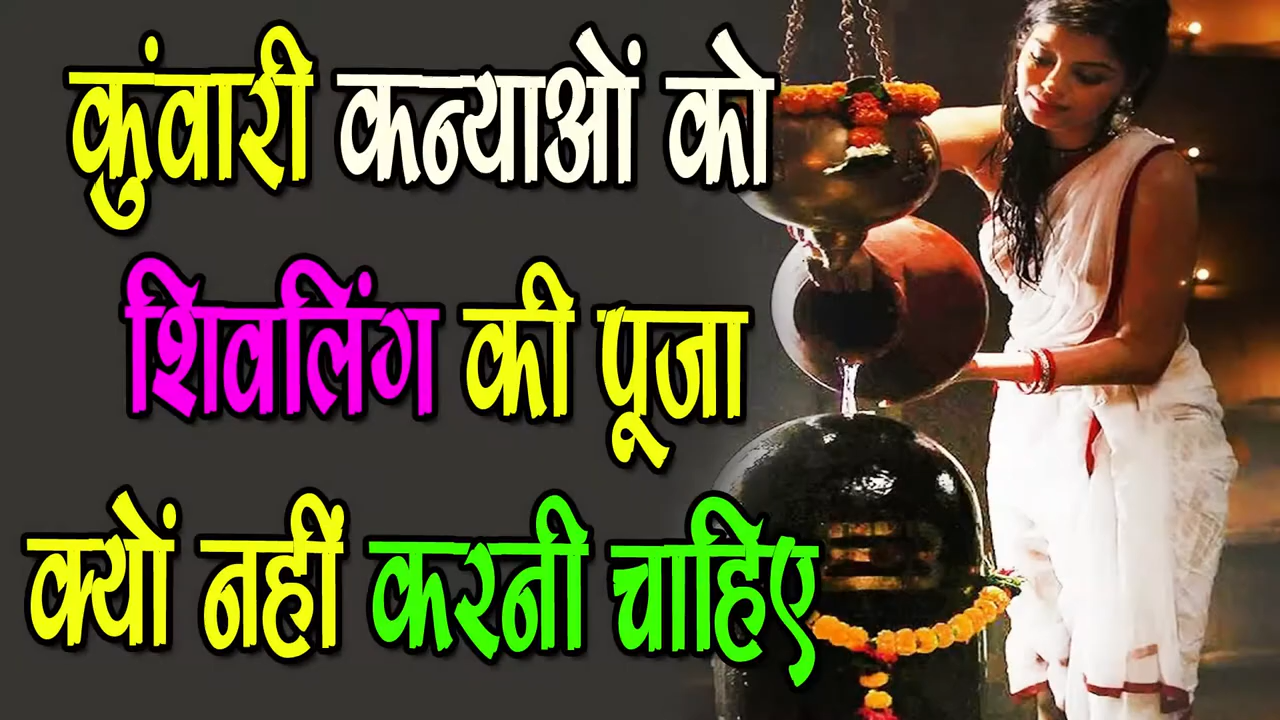 कुंवारी कन्याओं को
शिवलिंग की पूजा
क्यों नहीं करनी चाहिए